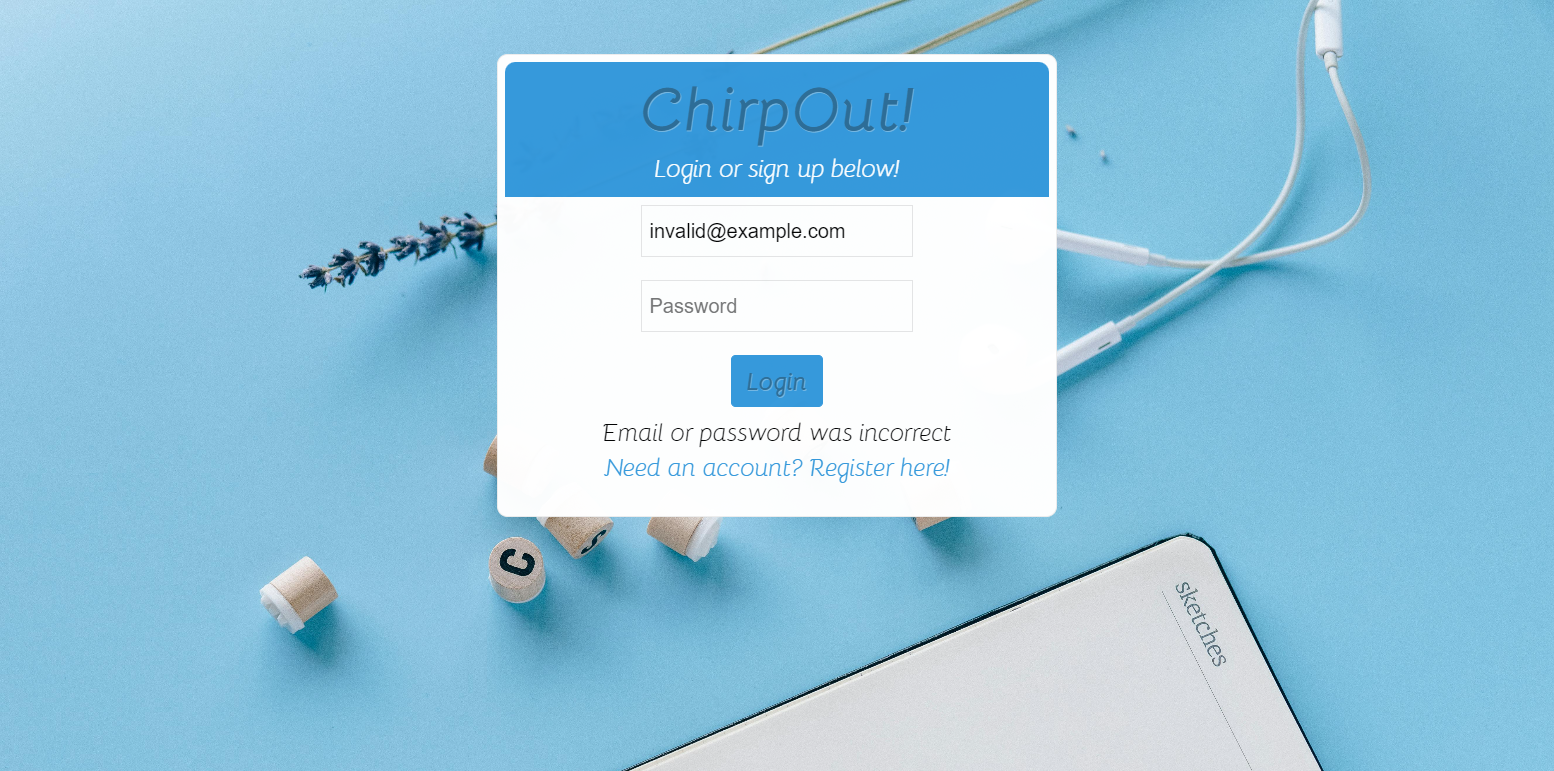 ChirpOut!
Login or sign up below!
invalid@example.com
Password
Login
Email or password was incorrect
Need an account? Register here!
C
S
sketches